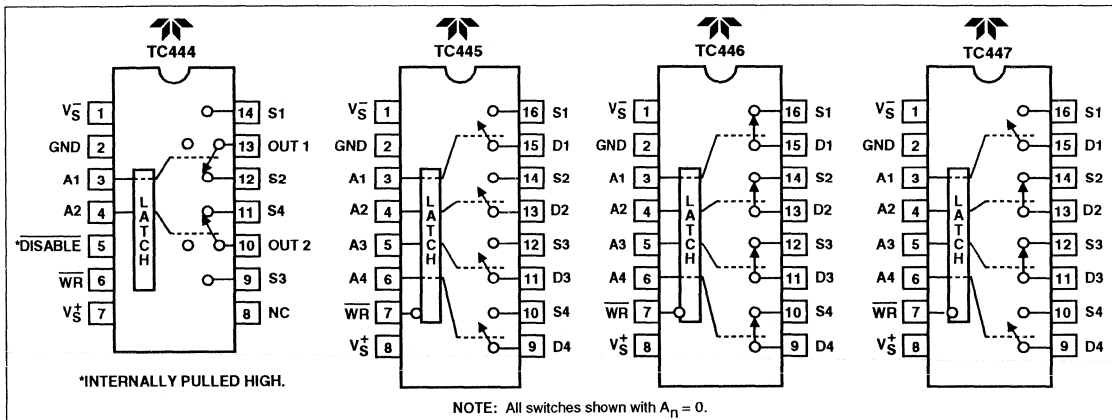 TC444
V̄S 1
GND 2
A1 3
A2 4
*DISABLE 5
WR 6
V+S 7
LATCH
14 S1
13 OUT 1
12 S2
11 S4
10 OUT 2
9 S3
8 NC
*INTERNALLY PULLED HIGH.
TC445
V̄S 1
GND 2
A1 3
A2 4
A3 5
A4 6
WR 7
V+S 8
LATCH
16 S1
15 D1
14 S2
13 D2
12 S3
11 D3
10 S4
9 D4
TC446
V̄S 1
GND 2
A1 3
A2 4
A3 5
A4 6
WR 7
V+S 8
LATCH
16 S1
15 D1
14 S2
13 D2
12 S3
11 D3
10 S4
9 D4
TC447
V̄S 1
GND 2
A1 3
A2 4
A3 5
A4 6
WR 7
V+S 8
LATCH
16 S1
15 D1
14 S2
13 D2
12 S3
11 D3
10 S4
9 D4
NOTE: All switches shown with An = 0.